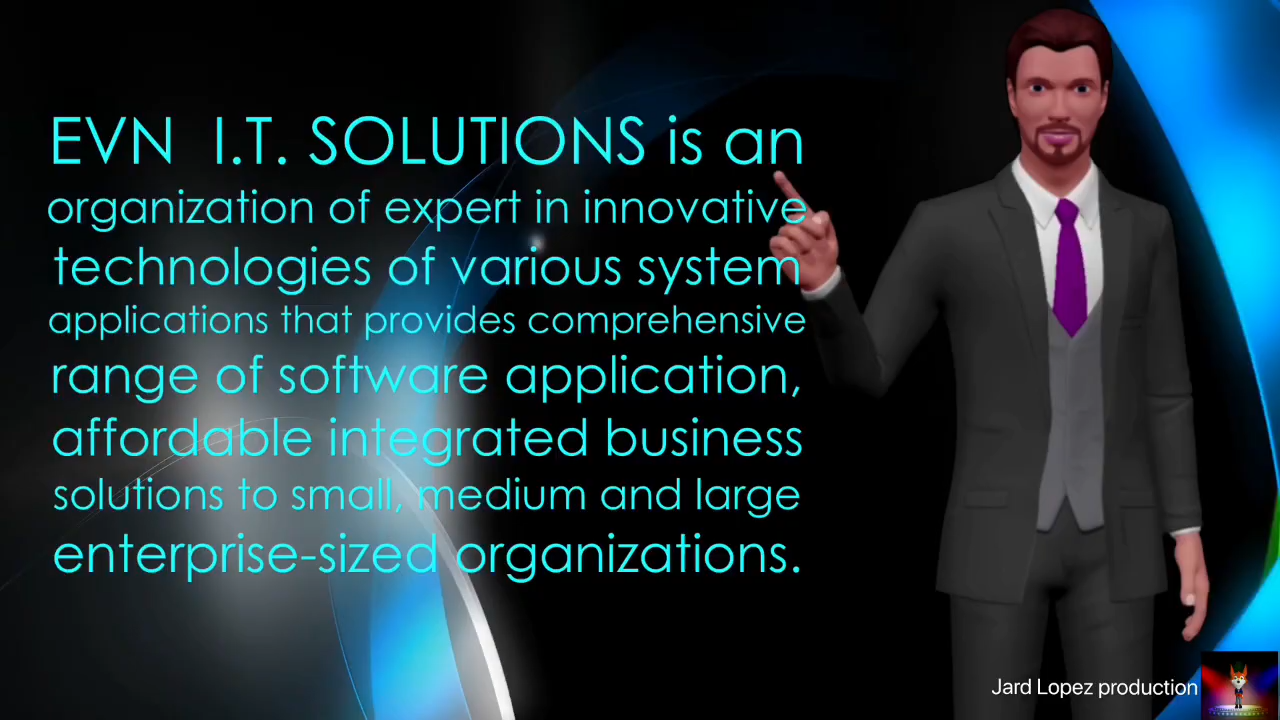 EVN I.T. SOLUTIONS is an
organization of expert in innovative
technologies of various system
applications that provides comprehensive
range of software application,
affordable integrated business
solutions to small, medium and large
enterprise-sized organizations.
Jard Lopez production